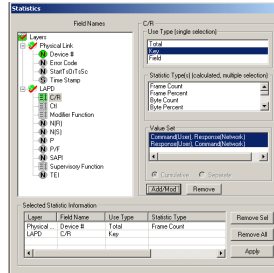 Statistics
Field Names
Layers
Physical Link
Device #
Error Code
StartTsOrTsSc
Time Stamp
LAPD
C/R
Ctl
Modifier Function
N(R)
N(S)
P
P/F
SAPI
Supervisory Function
TEI
C/R
Use Type (single selection)
Total
Key
Field
Statistic Type(s) (calculated, multiple selection)
Frame Count
Frame Percent
Byte Count
Byte Percent
Value Set
Command(User), Response(Network)
Response(User), Command(Network)
Cumulative Separate
Add/Mod Remove
Selected Statistic Information
Layer Field Name Use Type Statistic Type
Physical ... Device # Total Frame Count
LAPD C/R Key
Remove Sel
Remove All
Apply